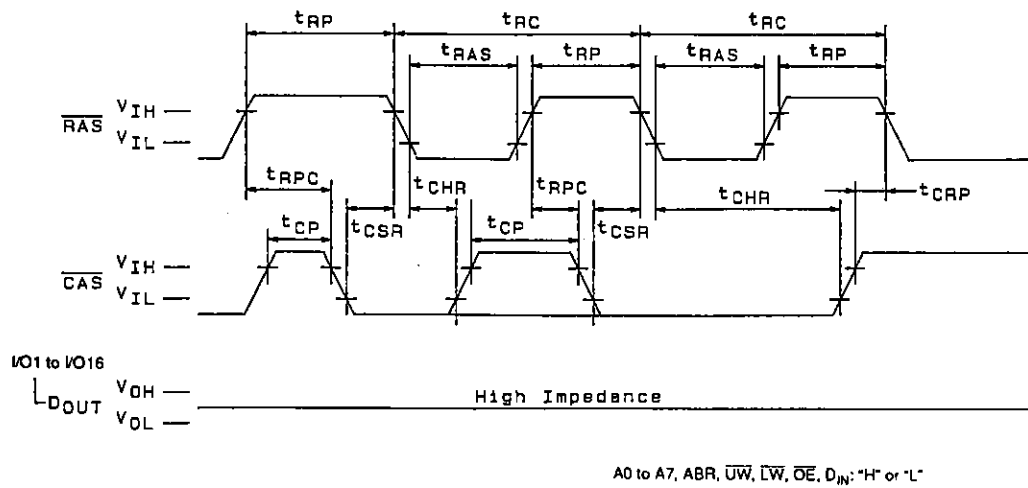 tRP tRC tRC
tRAS tRP tRAS tRP
RAS VIH
VIL
tRPC tCHR tRPC tCHR tCRP
tCP tCSR tCP tCSR
CAS VIH
VIL
I/O1 to I/O16
DOUT VOH
High Impedance
VOL
A0 to A7, ABR, UW, LW, OE, DIN: "H" or "L"